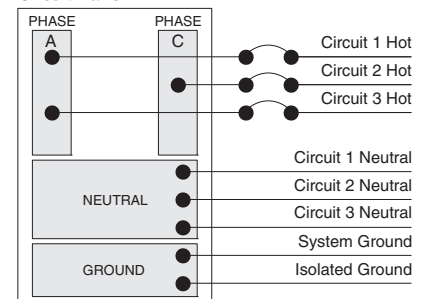 PHASE PHASE
A C
Circuit 1 Hot
Circuit 2 Hot
Circuit 3 Hot
Circuit 1 Neutral
Circuit 2 Neutral
NEUTRAL
Circuit 3 Neutral
System Ground
GROUND
Isolated Ground